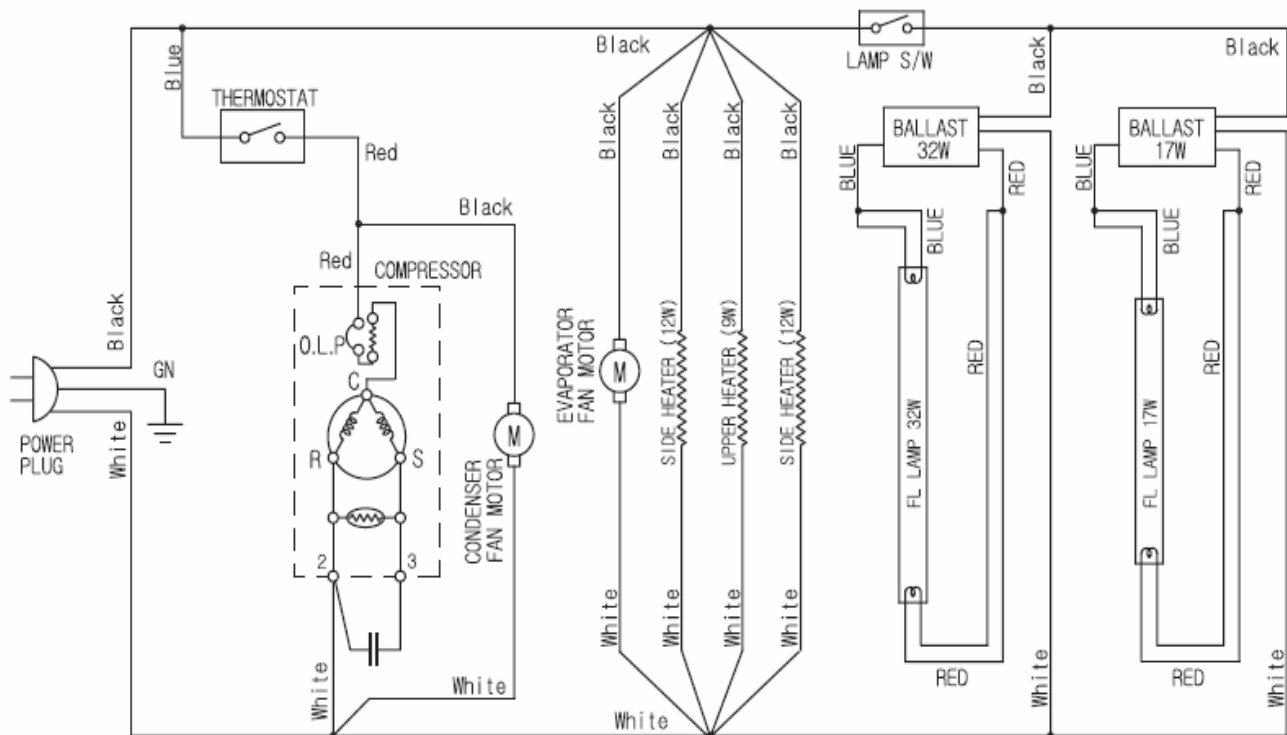 Black
LAMP S/W
Black
Blue
THERMOSTAT
Red
Black
Black
Black
Black
Black
BALLAST
32W
BALLAST
17W
BLUE
RED
BLUE
RED
Black
Red
COMPRESSOR
BLUE
BLUE
Black
O.L.P
GN
C
POWER
PLUG
White
R
S
M
CONDENSER
FAN MOTOR
EVAPORATOR
FAN MOTOR
M
SIDE HEATER (12W)
UPPER HEATER (9W)
SIDE HEATER (12W)
FL LAMP 32W
RED
FL LAMP 17W
RED
2
3
White
White
White
White
White
White
White
RED
RED
White
White